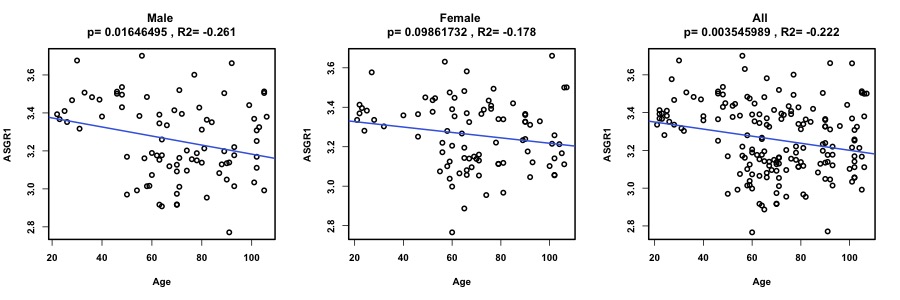 Male
p= 0.01646495 , R2= -0.261
ASGR1
3.6
3.4
3.2
3.0
2.8
20 40 60 80 100
Age
Female
p= 0.09861732 , R2= -0.178
ASGR1
3.6
3.4
3.2
3.0
2.8
20 40 60 80 100
Age
All
p= 0.003545989 , R2= -0.222
ASGR1
3.6
3.4
3.2
3.0
2.8
20 40 60 80 100
Age